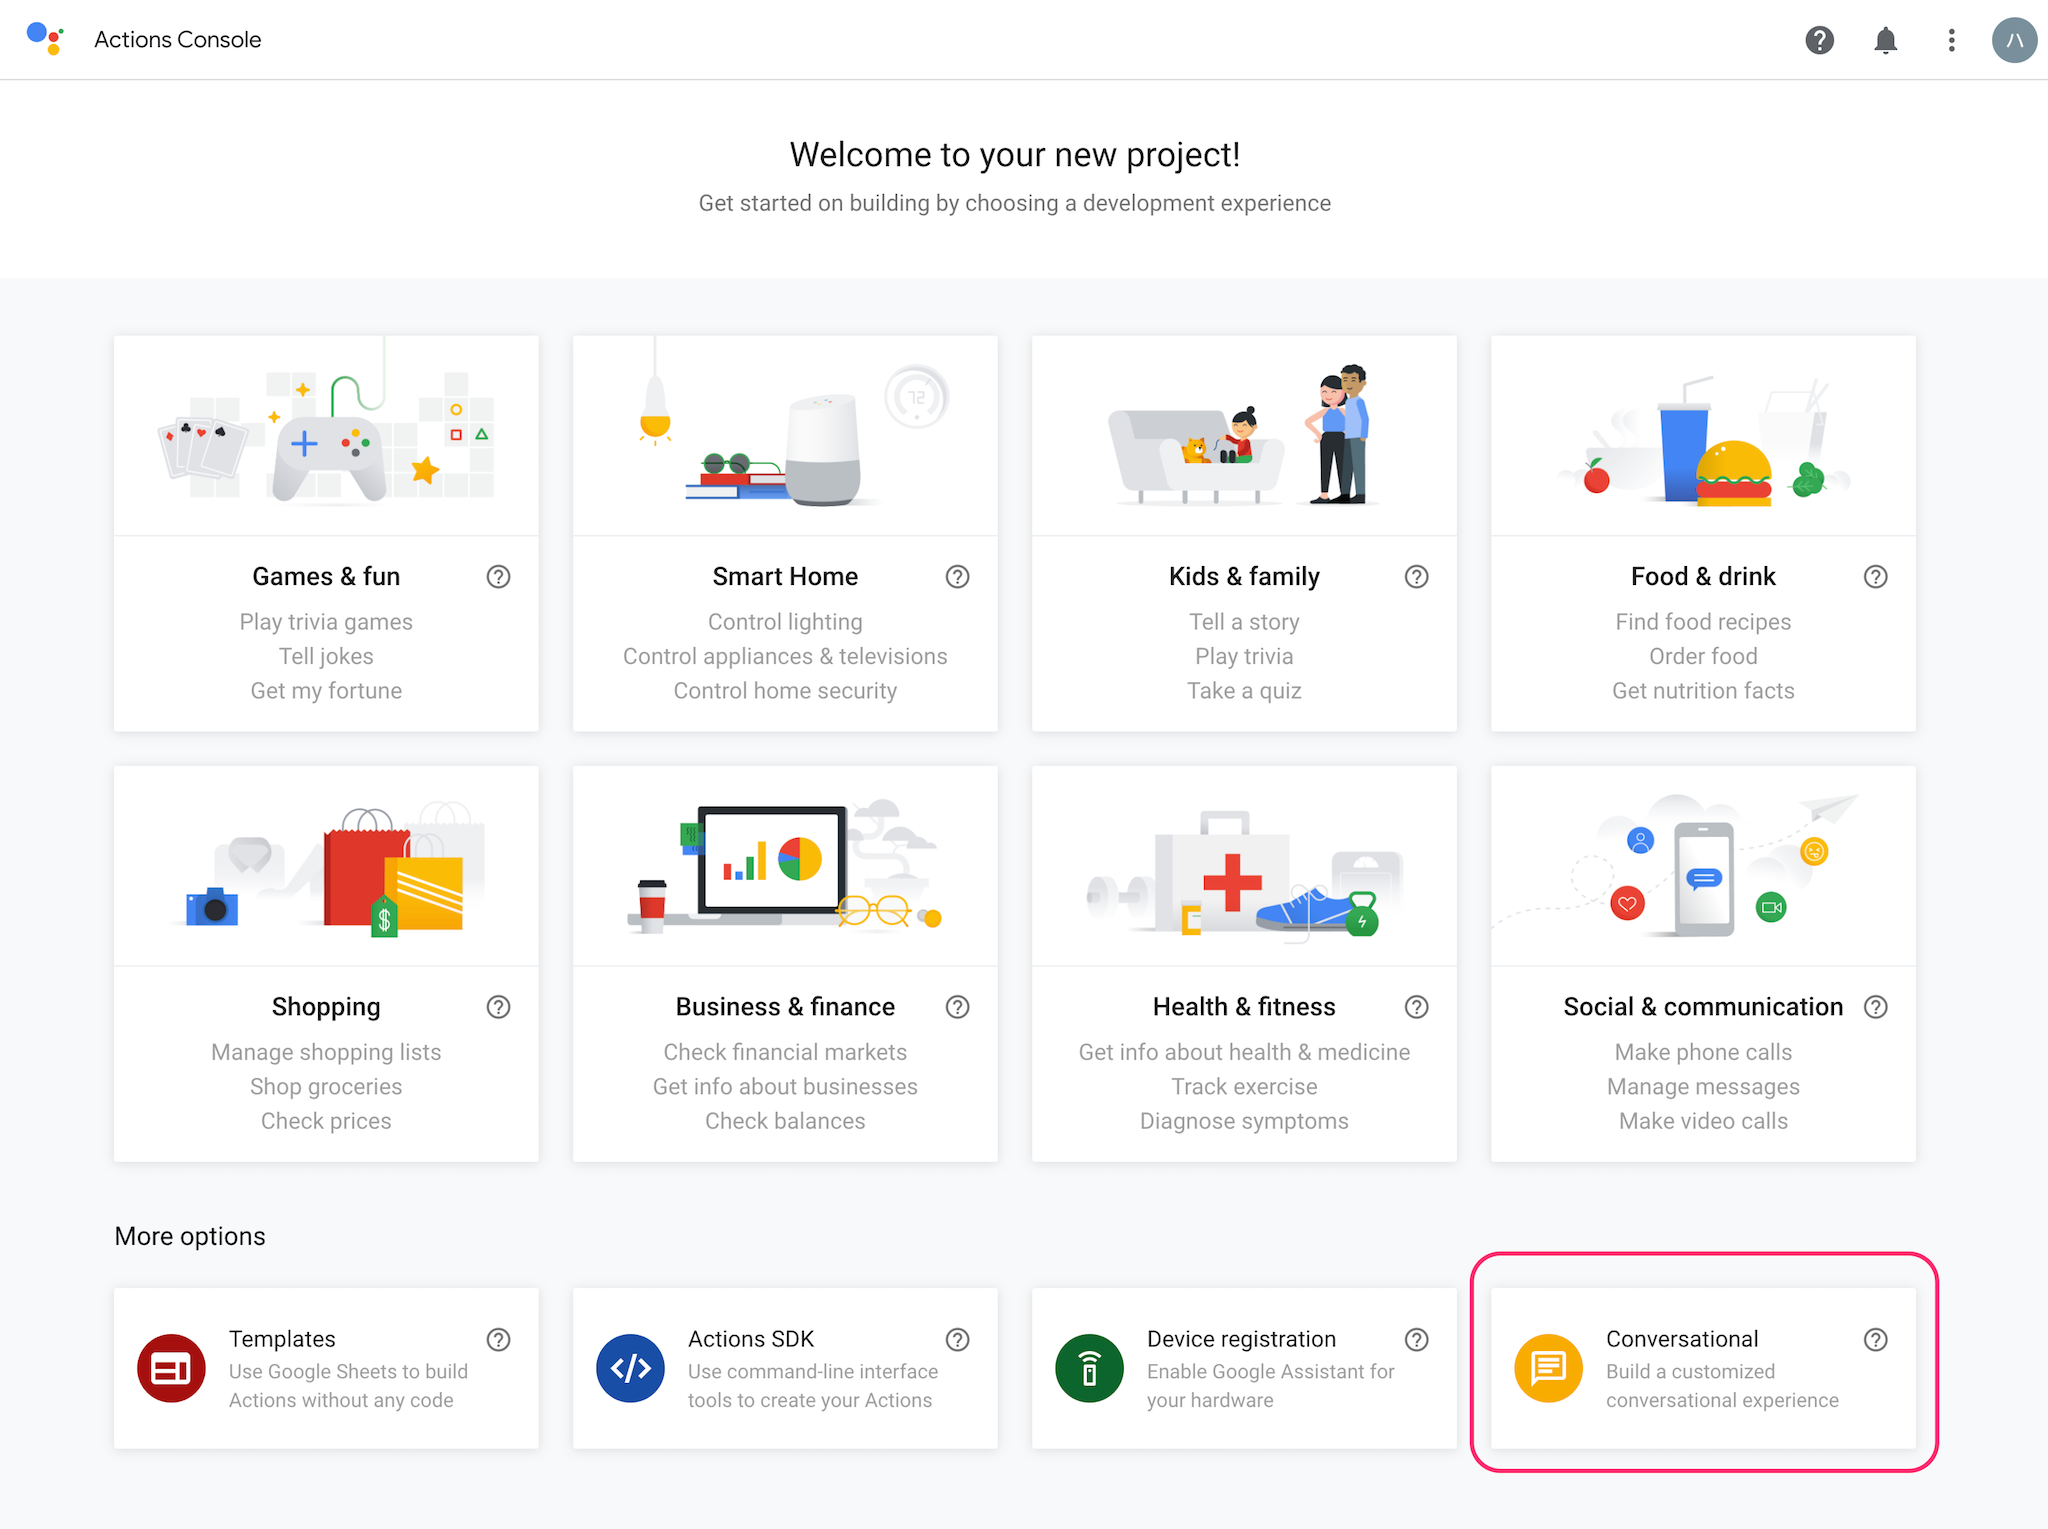 Actions Console
ハ
Welcome to your new project!
Get started on building by choosing a development experience
72
Games & fun
Play trivia games
Tell jokes
Get my fortune
Smart Home
Control lighting
Control appliances & televisions
Control home security
Kids & family
Tell a story
Play trivia
Take a quiz
Food & drink
Find food recipes
Order food
Get nutrition facts
$
Shopping
Manage shopping lists
Shop groceries
Check prices
Business & finance
Check financial markets
Get info about businesses
Check balances
Health & fitness
Get info about health & medicine
Track exercise
Diagnose symptoms
Social & communication
Make phone calls
Manage messages
Make video calls
More options
Templates
Use Google Sheets to build
Actions without any code
Actions SDK
Use command-line interface
tools to create your Actions
Device registration
Enable Google Assistant for
your hardware
Conversational
Build a customized
conversational experience